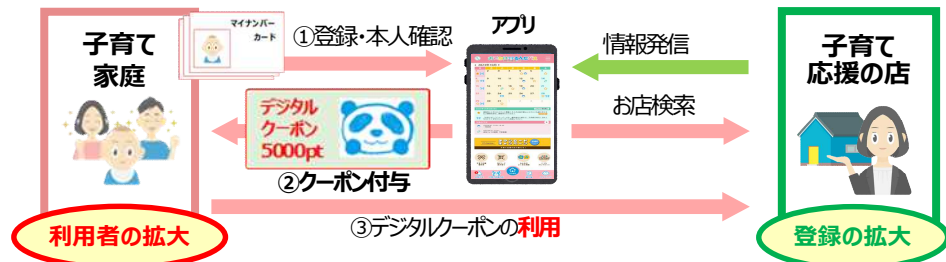 子育て
家庭
マイナンバー
カード
①登録・本人確認
アプリ
情報発信
子育て
応援の店
デジタル
クーポン
5000pt
お店検索
②クーポン付与
③デジタルクーポンの利用
利用者の拡大
登録の拡大